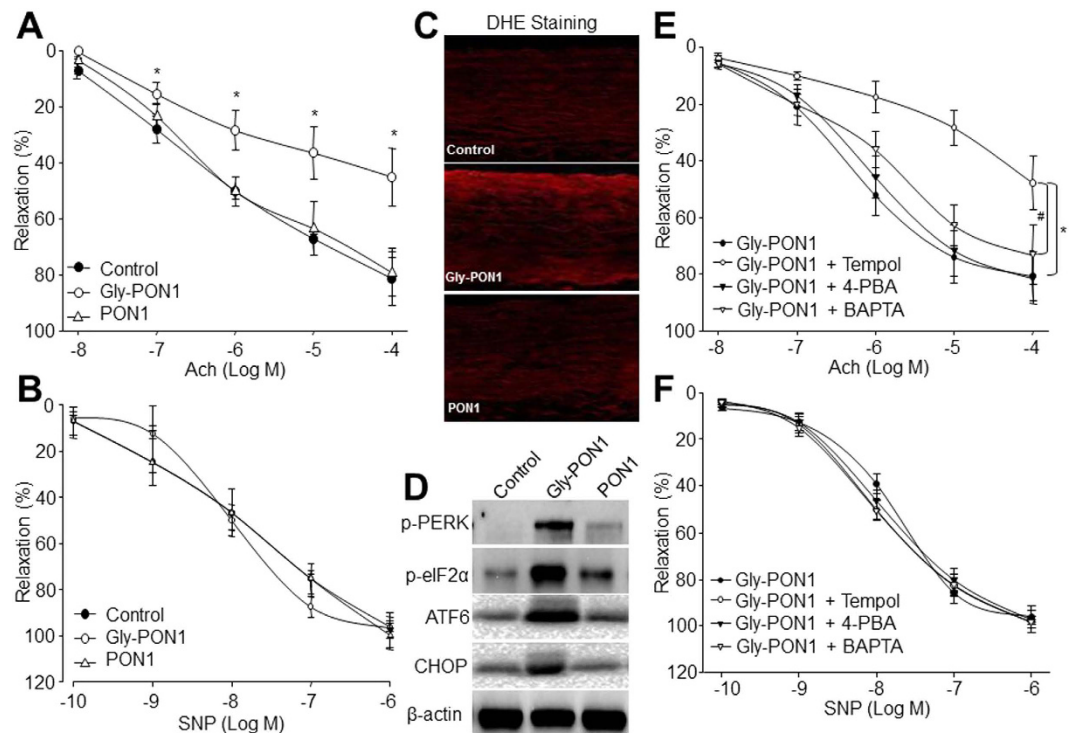 A
0
20
40
60
80
100
Relaxation (%)
*
*
*
*
Control
Gly-PON1
PON1
-8
-7
-6
-5
-4
Ach (Log M)
B
0
20
40
60
80
100
120
Relaxation (%)
Control
Gly-PON1
PON1
-10
-9
-8
-7
-6
SNP (Log M)
C
DHE Staining
Control
Gly-PON1
PON1
D
Control
Gly-PON1
PON1
p-PERK
p-eIF2α
ATF6
CHOP
β-actin
E
0
20
40
60
80
100
Relaxation (%)
#
*
Gly-PON1
Gly-PON1 + Tempol
Gly-PON1 + 4-PBA
Gly-PON1 + BAPTA
-8
-7
-6
-5
-4
Ach (Log M)
F
0
20
40
60
80
100
120
Relaxation (%)
Gly-PON1
Gly-PON1 + Tempol
Gly-PON1 + 4-PBA
Gly-PON1 + BAPTA
-10
-9
-8
-7
-6
SNP (Log M)